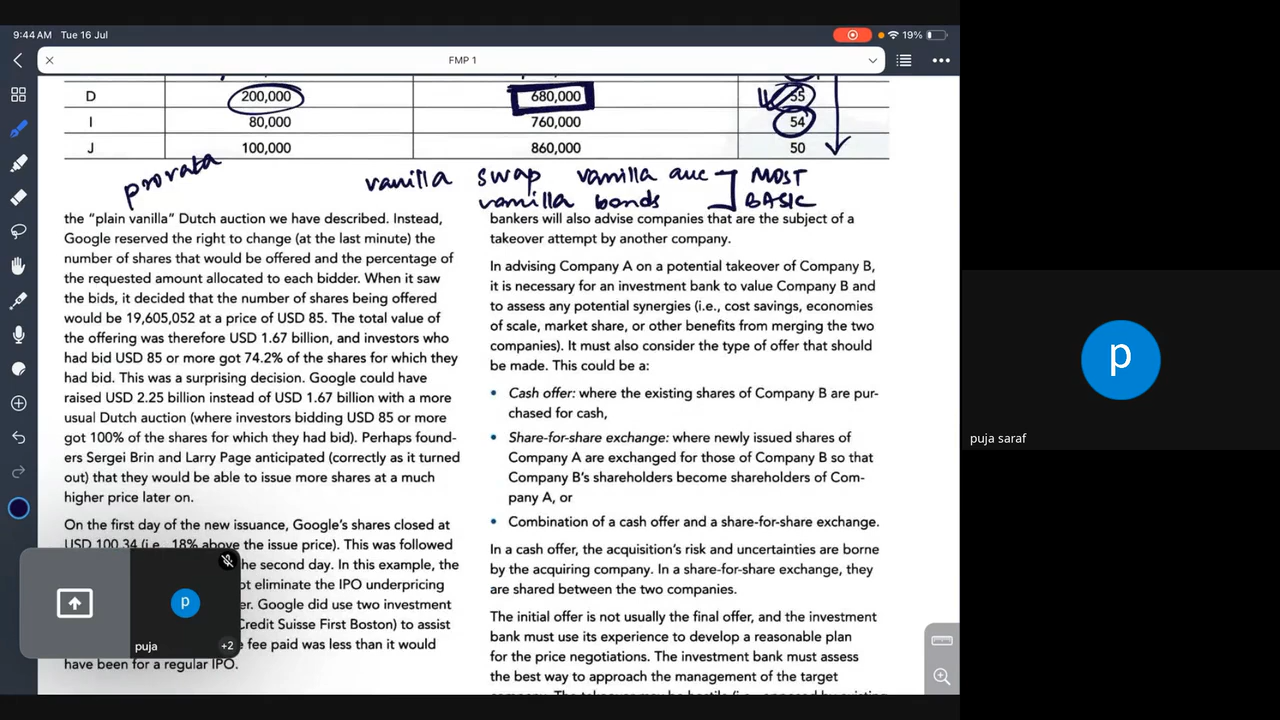 9:44 AM Tue 16 Jul
19%
FMP 1
D 200,000 680,000 55
I 80,000 760,000 54
J 100,000 860,000 50
prorata
vanilla swap vanilla auc MOST
vanilla bonds BASIC
the “plain vanilla” Dutch auction we have described. Instead,
Google reserved the right to change (at the last minute) the
number of shares that would be offered and the percentage of
the requested amount allocated to each bidder. When it saw
the bids, it decided that the number of shares being offered
would be 19,605,052 at a price of USD 85. The total value of
the offering was therefore USD 1.67 billion, and investors who
had bid USD 85 or more got 74.2% of the shares for which they
had bid. This was a surprising decision. Google could have
raised USD 2.25 billion instead of USD 1.67 billion with a more
usual Dutch auction (where investors bidding USD 85 or more
got 100% of the shares for which they had bid). Perhaps found-
ers Sergei Brin and Larry Page anticipated (correctly as it turned
out) that they would be able to issue more shares at a much
higher price later on.
On the first day of the new issuance, Google’s shares closed at
USD 100.34 (i.e., 18% above the issue price). This was followed
he second day. In this example, the
ot eliminate the IPO underpricing
er. Google did use two investment
Credit Suisse First Boston) to assist
fee paid was less than it would
have been for a regular IPO.
bankers will also advise companies that are the subject of a
takeover attempt by another company.
In advising Company A on a potential takeover of Company B,
it is necessary for an investment bank to value Company B and
to assess any potential synergies (i.e., cost savings, economies
of scale, market share, or other benefits from merging the two
companies). It must also consider the type of offer that should
be made. This could be a:
• Cash offer: where the existing shares of Company B are pur-
chased for cash,
• Share-for-share exchange: where newly issued shares of
Company A are exchanged for those of Company B so that
Company B’s shareholders become shareholders of Com-
pany A, or
• Combination of a cash offer and a share-for-share exchange.
In a cash offer, the acquisition’s risk and uncertainties are borne
by the acquiring company. In a share-for-share exchange, they
are shared between the two companies.
The initial offer is not usually the final offer, and the investment
bank must use its experience to develop a reasonable plan
for the price negotiations. The investment bank must assess
the best way to approach the management of the target
p
puja
+2
p
puja saraf